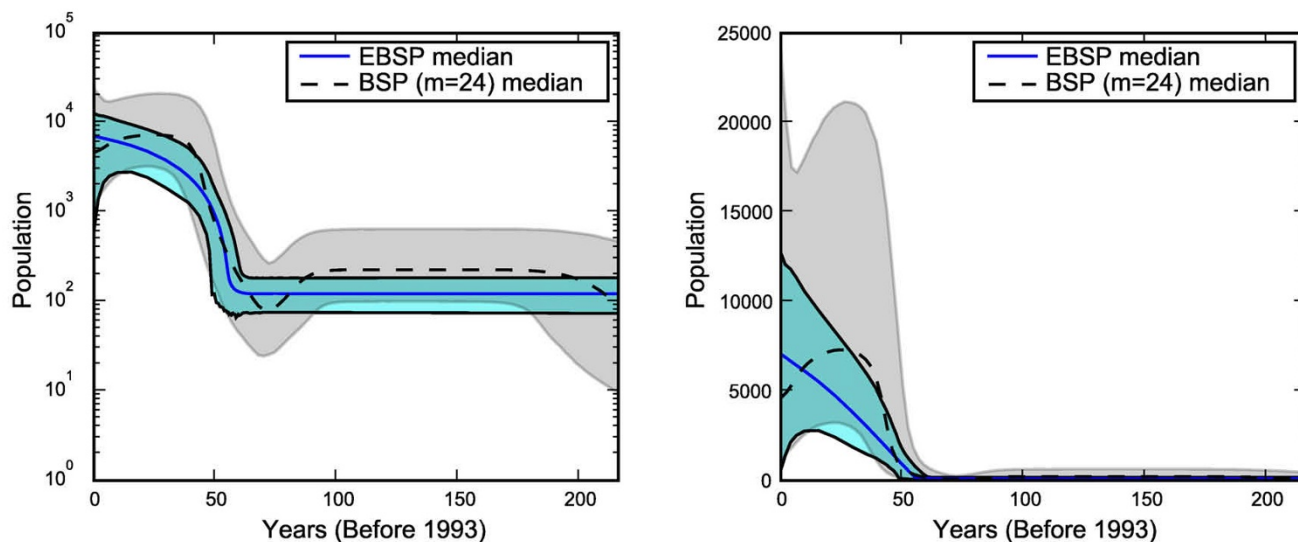 10^5
10^4
10^3
10^2
10^1
10^0
Population
0
50
100
150
200
Years (Before 1993)
EBSP median
BSP (m=24) median
25000
20000
15000
10000
5000
0
Population
0
50
100
150
200
Years (Before 1993)
EBSP median
BSP (m=24) median